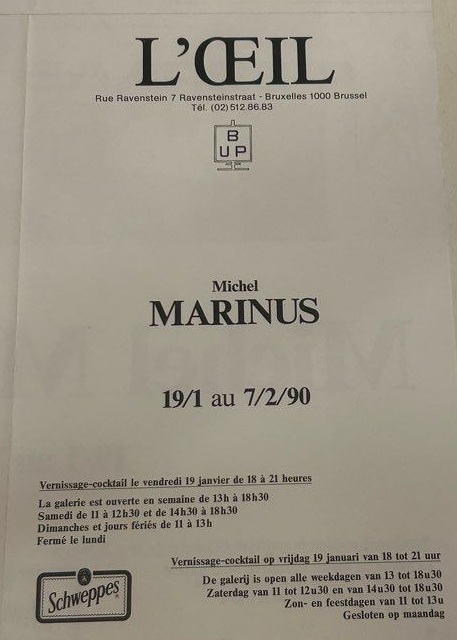 L'ŒIL
Rue Ravenstein 7 Ravensteinstraat - Bruxelles 1000 Brussel
Tél. (02) 512.86.83
B
UP
Michel
MARINUS
19/1 au 7/2/90
Vernissage-cocktail le vendredi 19 janvier de 18 à 21 heures
La galerie est ouverte en semaine de 13h à 18h30
Samedi de 11 à 12h30 et de 14h30 à 18h30
Dimanches et jours fériés de 11 à 13h
Fermé le lundi
Vernissage-cocktail op vrijdag 19 januari van 18 tot 21 uur
De galerij is open alle weekdagen van 13 tot 18u30
Zaterdag van 11 tot 12u30 en van 14u30 tot 18u30
Zon- en feestdagen van 11 tot 13u
Gesloten op maandag
Schweppes